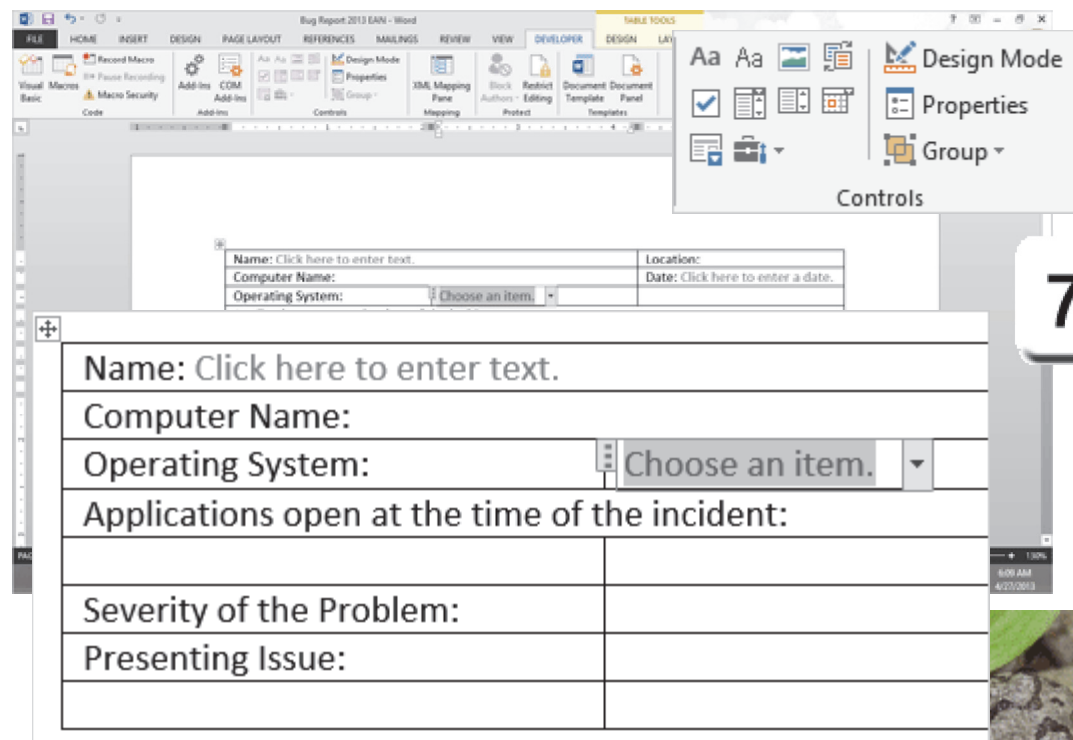 Bug Report 2013 EAIN - Word
TABLE TOOLS
FILE HOME INSERT DESIGN PAGE LAYOUT REFERENCES MAILINGS REVIEW VIEW DEVELOPER DESIGN
Record Macro
Pause Recording
Macro Security
Visual Basic
Macros
Code
Add-Ins
COM Add-Ins
Add-Ins
Design Mode
Properties
Group
Controls
XML Mapping Pane
Mapping
Block Authors
Restrict Editing
Protect
Document Template
Document Panel
Templates
Aa Aa
Design Mode
Properties
Group
Controls
Name: Click here to enter text.
Location:
Computer Name:
Date: Click here to enter a date.
Operating System:
Choose an item.
7
Name: Click here to enter text.
Computer Name:
Operating System: Choose an item.
Applications open at the time of the incident:
Severity of the Problem:
Presenting Issue:
130%
6:09 AM
4/27/2013